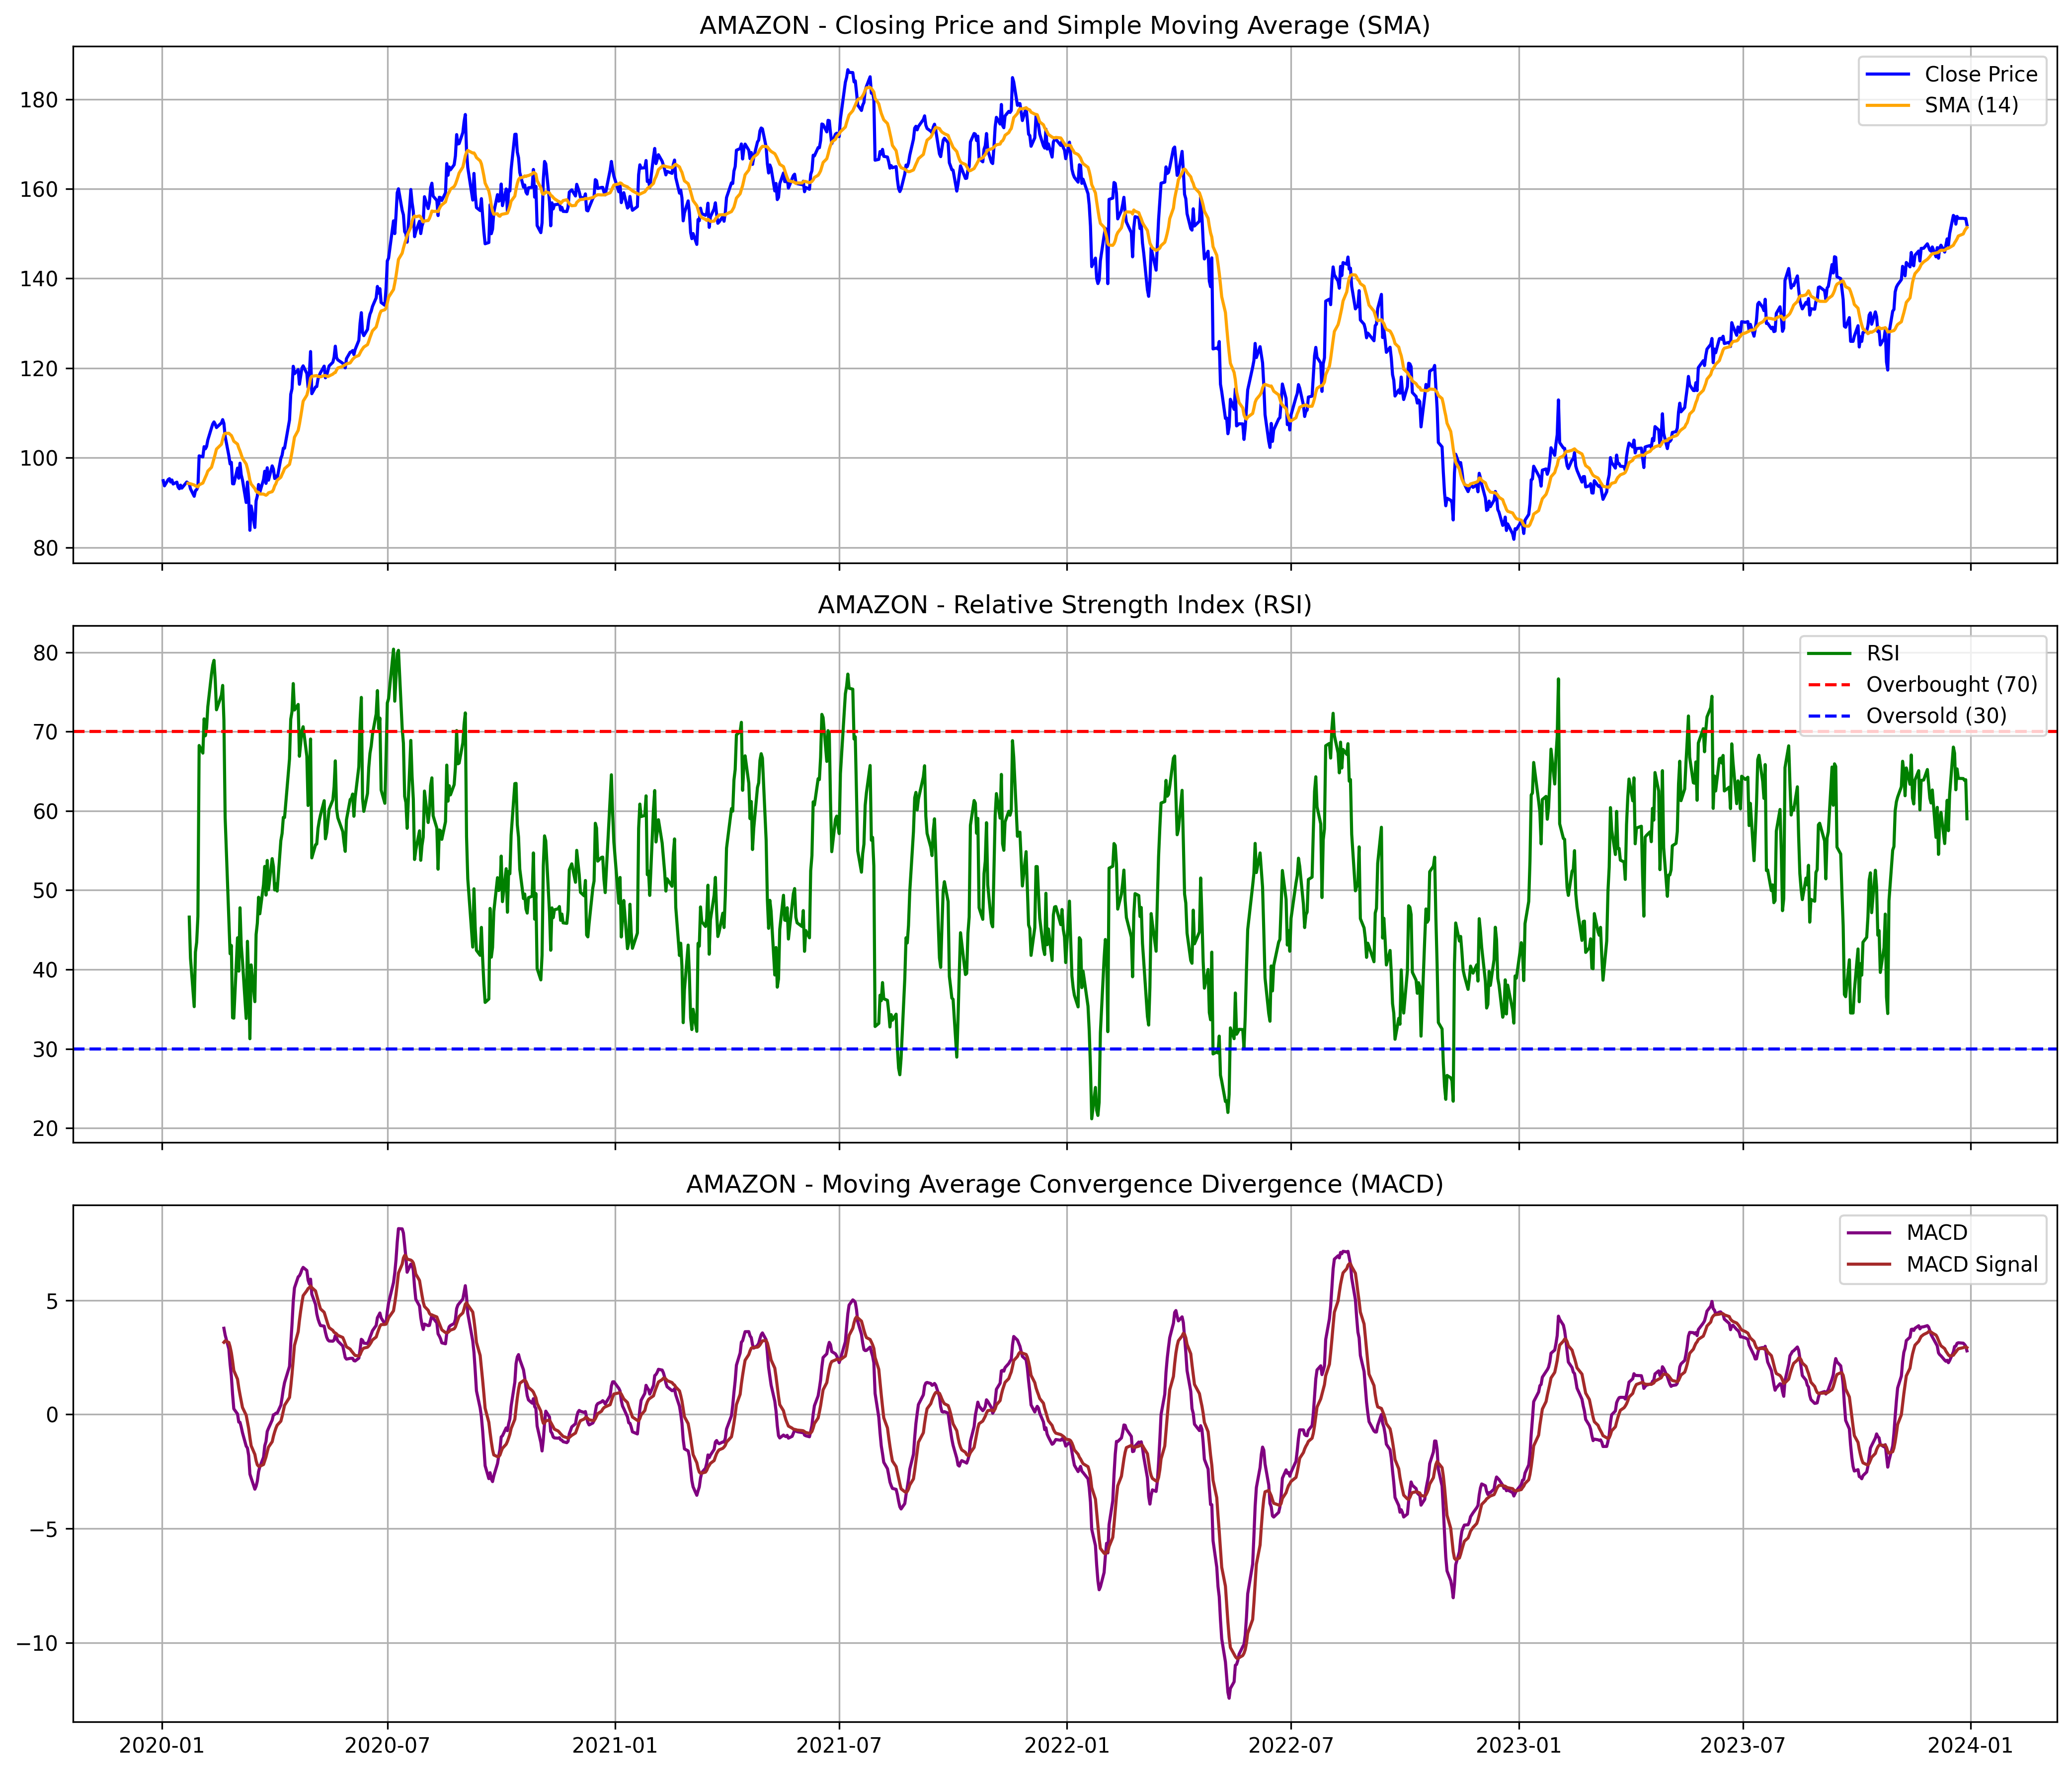 AMAZON - Closing Price and Simple Moving Average (SMA)
Close Price
SMA (14)
180
160
140
120
100
80
AMAZON - Relative Strength Index (RSI)
RSI
Overbought (70)
Oversold (30)
80
70
60
50
40
30
20
AMAZON - Moving Average Convergence Divergence (MACD)
MACD
MACD Signal
5
0
−5
−10
2020-01 2020-07 2021-01 2021-07 2022-01 2022-07 2023-01 2023-07 2024-01